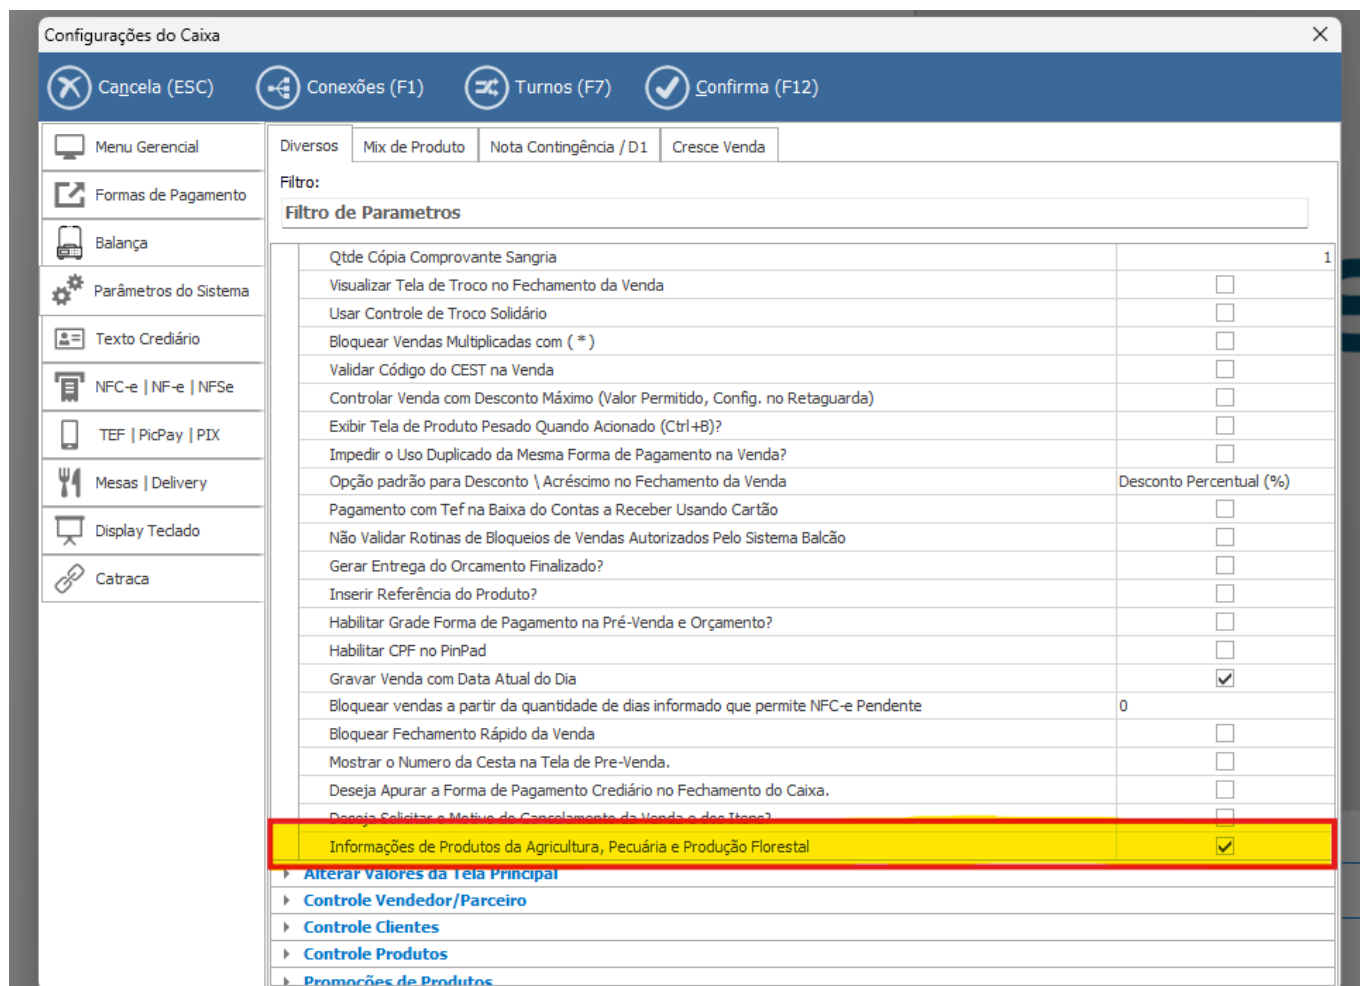 Configurações do Caixa
Cancela (ESC) Conexões (F1) Turnos (F7) Confirma (F12)
Menu Gerencial
Formas de Pagamento
Balança
Parâmetros do Sistema
Texto Crediário
NFC-e | NF-e | NFSe
TEF | PicPay | PIX
Mesas | Delivery
Display Teclado
Catraca
Diversos Mix de Produto Nota Contingência / D1 Cresce Venda
Filtro:
Filtro de Parametros
Qtde Cópia Comprovante Sangria 1
Visualizar Tela de Troco no Fechamento da Venda
Usar Controle de Troco Solidário
Bloquear Vendas Multiplicadas com ( * )
Validar Código do CEST na Venda
Controlar Venda com Desconto Máximo (Valor Permitido, Config. no Retaguarda)
Exibir Tela de Produto Pesado Quando Acionado (Ctrl+B)?
Impedir o Uso Duplicado da Mesma Forma de Pagamento na Venda?
Opção padrão para Desconto \ Acréscimo no Fechamento da Venda Desconto Percentual (%)
Pagamento com Tef na Baixa do Contas a Receber Usando Cartão
Não Validar Rotinas de Bloqueios de Vendas Autorizados Pelo Sistema Balcão
Gerar Entrega do Orcamento Finalizado?
Inserir Referência do Produto?
Habilitar Grade Forma de Pagamento na Pré-Venda e Orçamento?
Habilitar CPF no PinPad
Gravar Venda com Data Atual do Dia
Bloquear vendas a partir da quantidade de dias informado que permite NFC-e Pendente 0
Bloquear Fechamento Rápido da Venda
Mostrar o Numero da Cesta na Tela de Pre-Venda.
Deseja Apurar a Forma de Pagamento Crediário no Fechamento do Caixa.
Deseja Solicitar o Motivo do Cancelamento da Venda e dos Itens?
Informações de Produtos da Agricultura, Pecuária e Produção Florestal
Alterar Valores da Tela Principal
Controle Vendedor/Parceiro
Controle Clientes
Controle Produtos
Promoções de Produtos